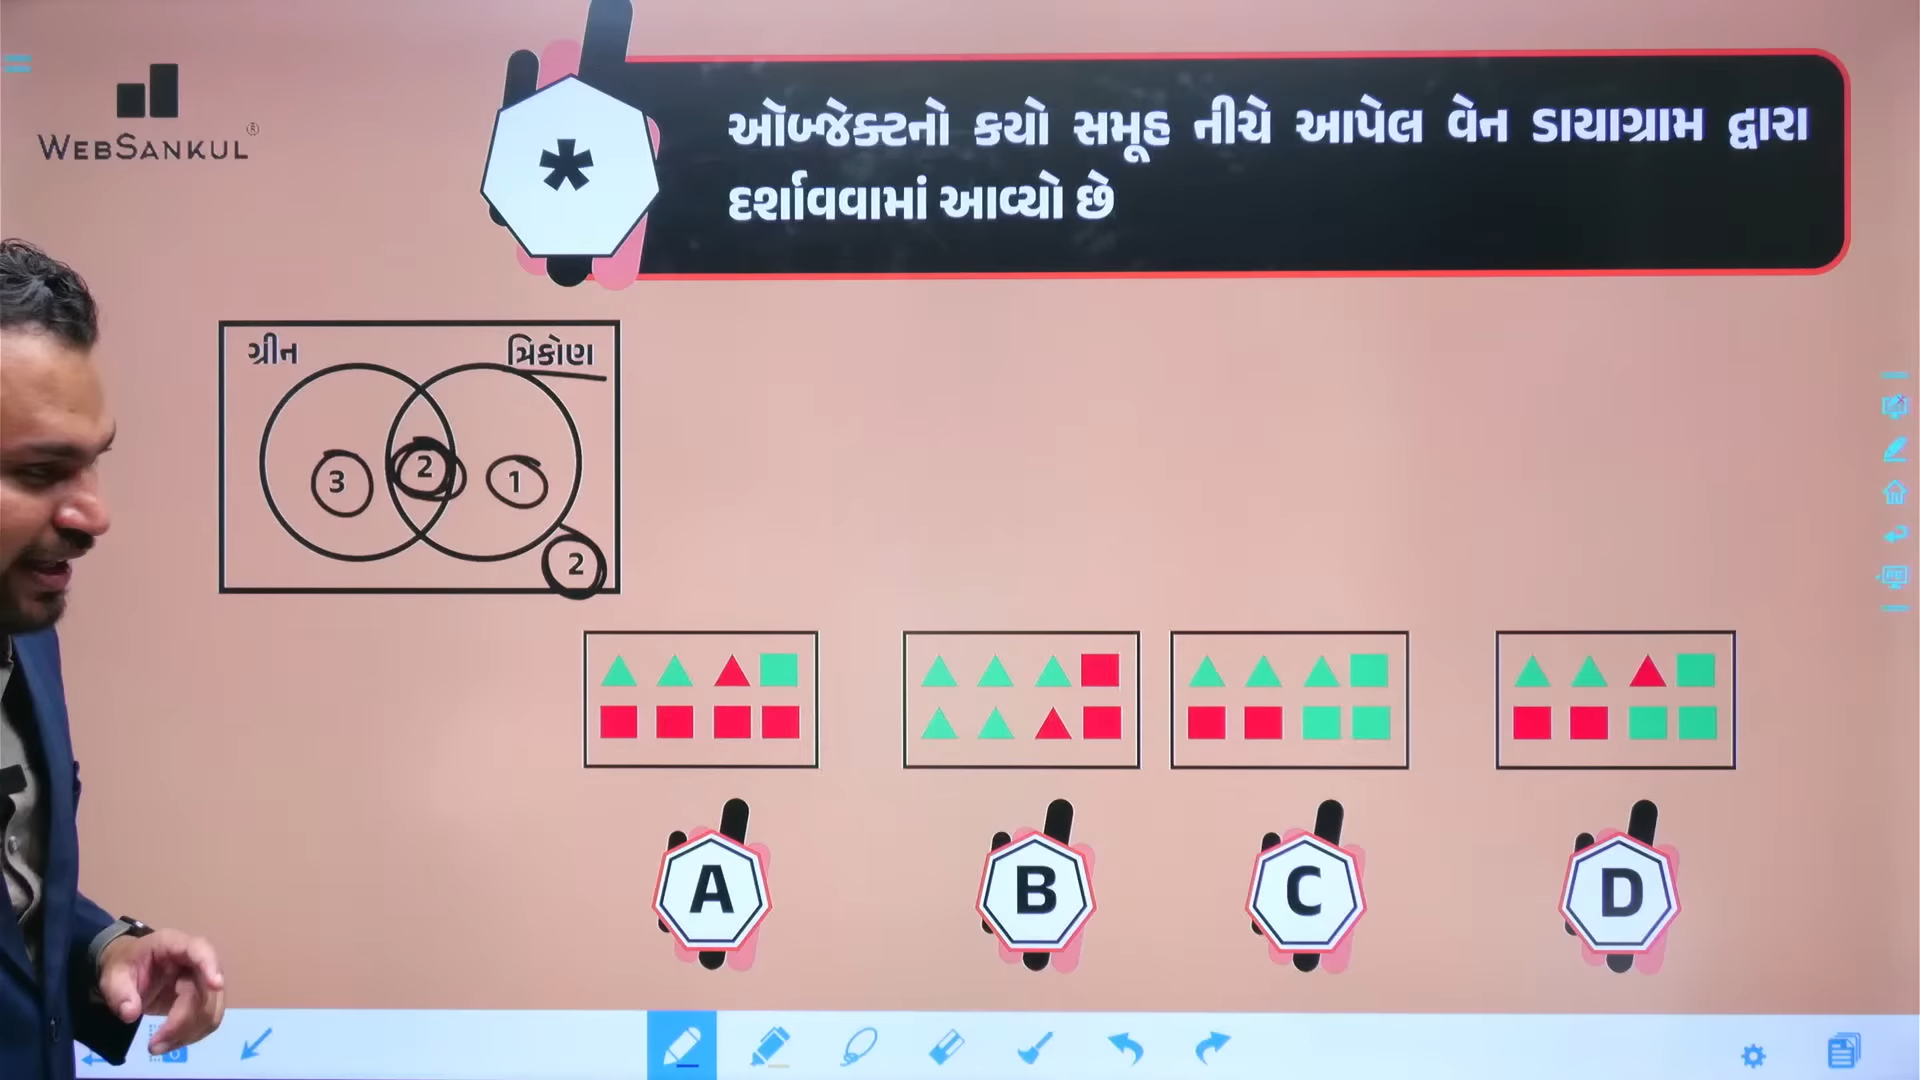 WEBSANKUL®
*
ઓબ્જેક્ટનો કયો સમૂહ નીચે આપેલ વેન ડાયાગ્રામ દ્વારા
દર્શાવવામાં આવ્યો છે
ગ્રીન
ત્રિકોણ
3
2
1
2
A
B
C
D